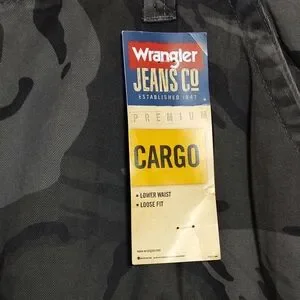 Wrangler
JEANS CO
ESTABLISHED 1947
PREMIUM
CARGO
• LOWER WAIST
• LOOSE FIT